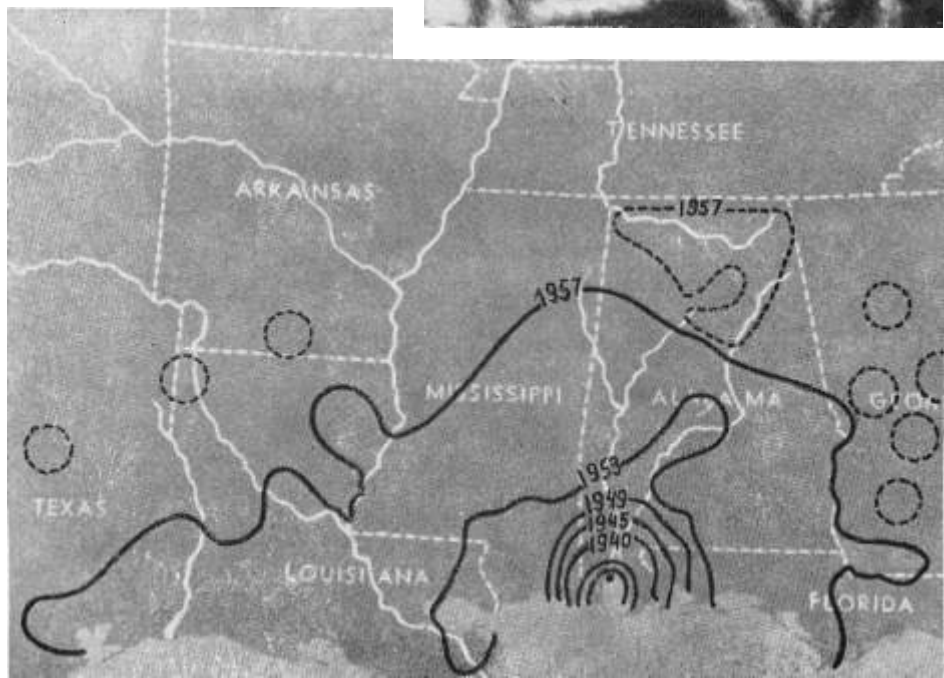 TENNESSEE
ARKANSAS
1957
1957
MISSISSIPPI
ALABAMA
GEOR
1953
1949
1945
1940
TEXAS
LOUISIANA
FLORIDA